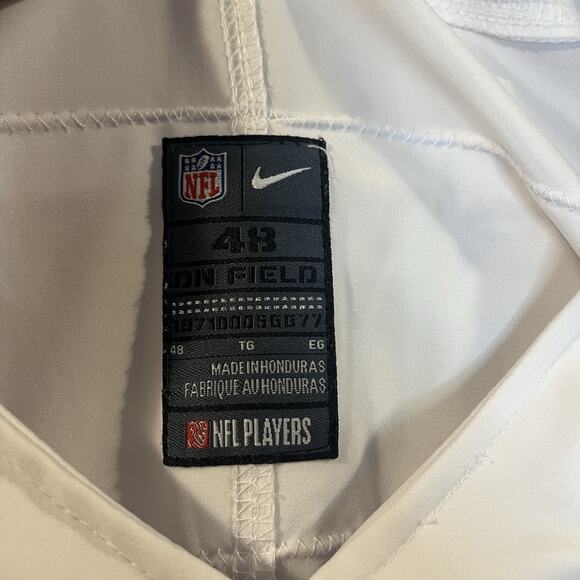 NFL
48
ON FIELD
48 TG EG
MADE IN HONDURAS
FABRIQUE AU HONDURAS
NFL PLAYERS